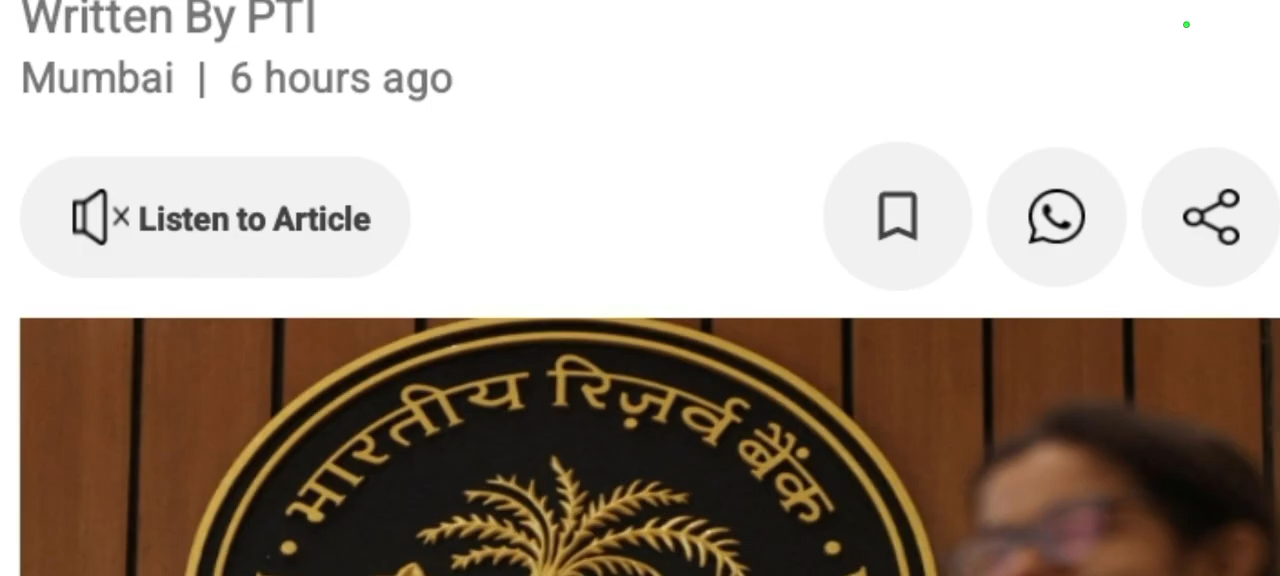 Written By PTI
Mumbai | 6 hours ago
Listen to Article
भारतीय रिज़र्व बैंक